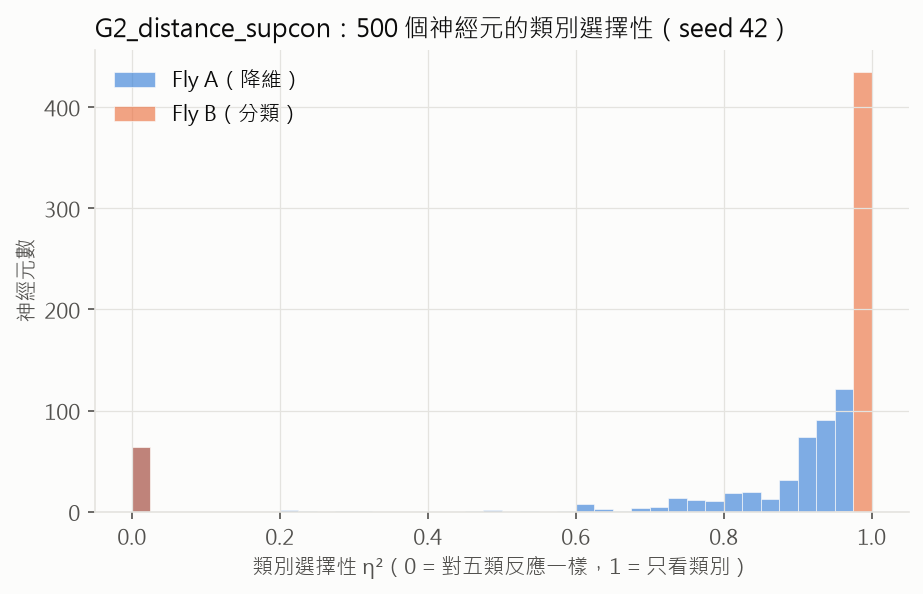 G2_distance_supcon：500 個神經元的類別選擇性（seed 42）
Fly A（降維）
Fly B（分類）
400
300
200
100
0
神經元數
0.0 0.2 0.4 0.6 0.8 1.0
類別選擇性 η²（0 = 對五類反應一樣，1 = 只看類別）